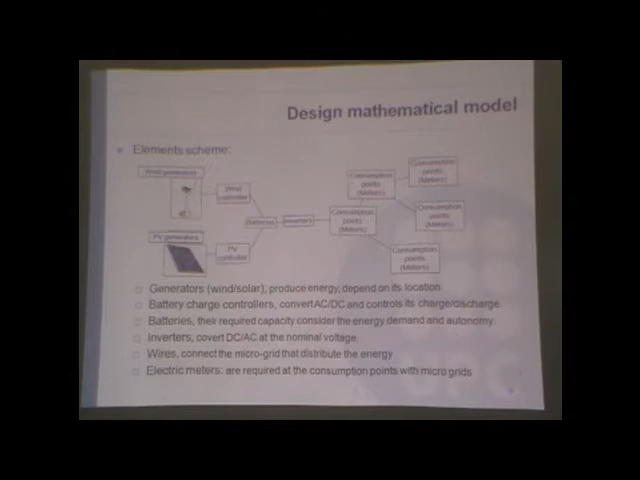 Design mathematical model
Elements scheme:
Wind generators
Wind controller
PV generators
PV controller
Batteries
Inverters
Consumption points (Meters)
Consumption points (Meters)
Consumption points (Meters)
Consumption points (Meters)
Consumption points (Meters)
Generators (wind/solar), produce energy, depend on its location.
Battery charge controllers, convert AC/DC and controls its charge/discharge.
Batteries, their required capacity consider the energy demand and autonomy.
Inverters, covert DC/AC at the nominal voltage.
Wires, connect the micro-grid that distribute the energy
Electric meters: are required at the consumption points with micro grids
UPC